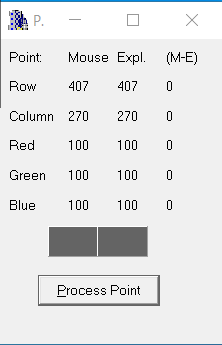 P.
Point: Mouse Expl. (M-E)
Row 407 407 0
Column 270 270 0
Red 100 100 0
Green 100 100 0
Blue 100 100 0
Process Point